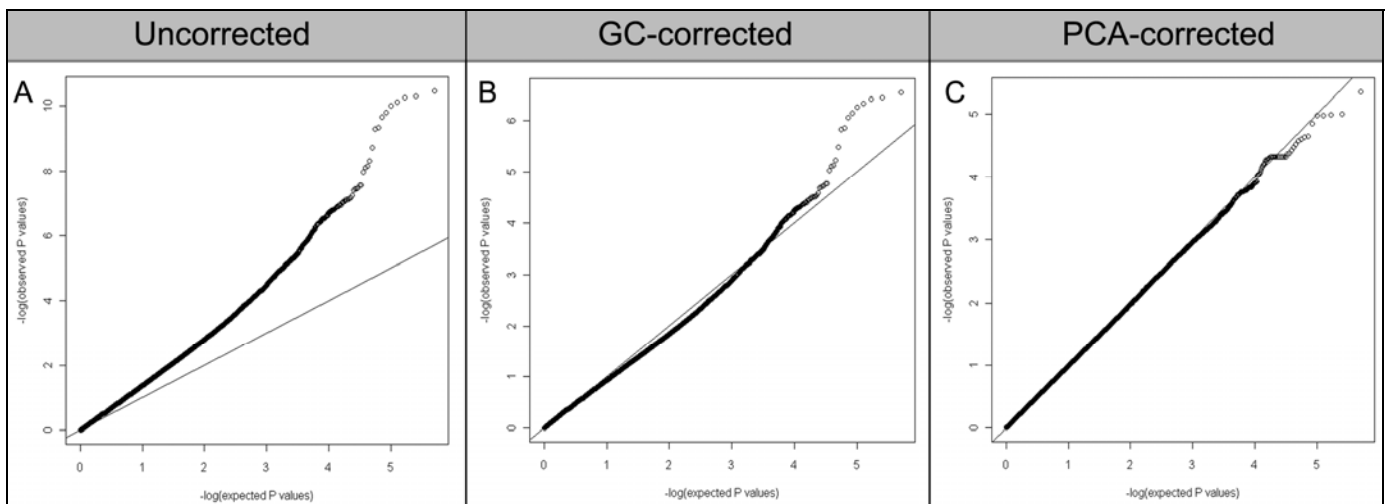 Uncorrected
GC-corrected
PCA-corrected
A
-log(observed P values)
10
8
6
4
2
0
0 1 2 3 4 5
-log(expected P values)
B
-log(observed P values)
6
5
4
3
2
1
0
0 1 2 3 4 5
-log(expected P values)
C
-log(observed P values)
5
4
3
2
1
0
0 1 2 3 4 5
-log(expected P values)